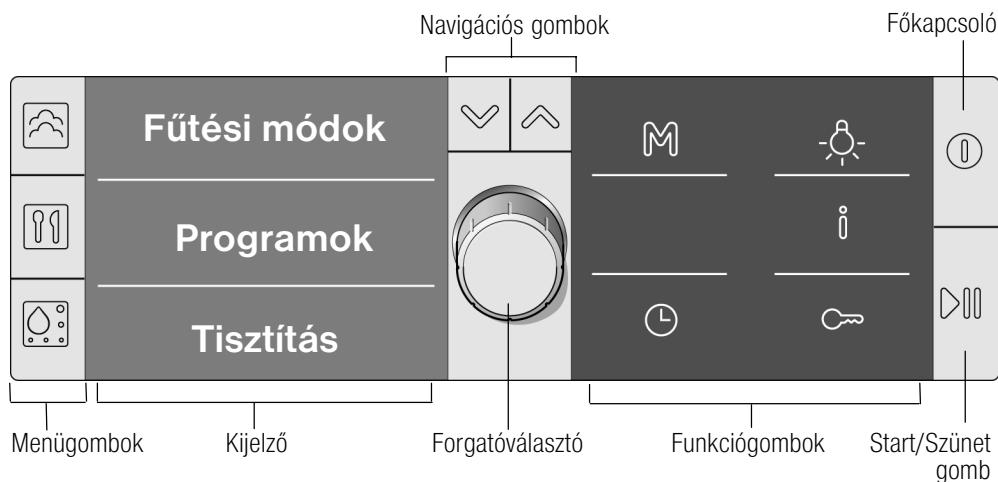 Navigációs gombok
Főkapcsoló
Fűtési módok
Programok
Tisztítás
M
i
Menügombok
Kijelző
Forgatóválasztó
Funkciógombok
Start/Szünet
gomb